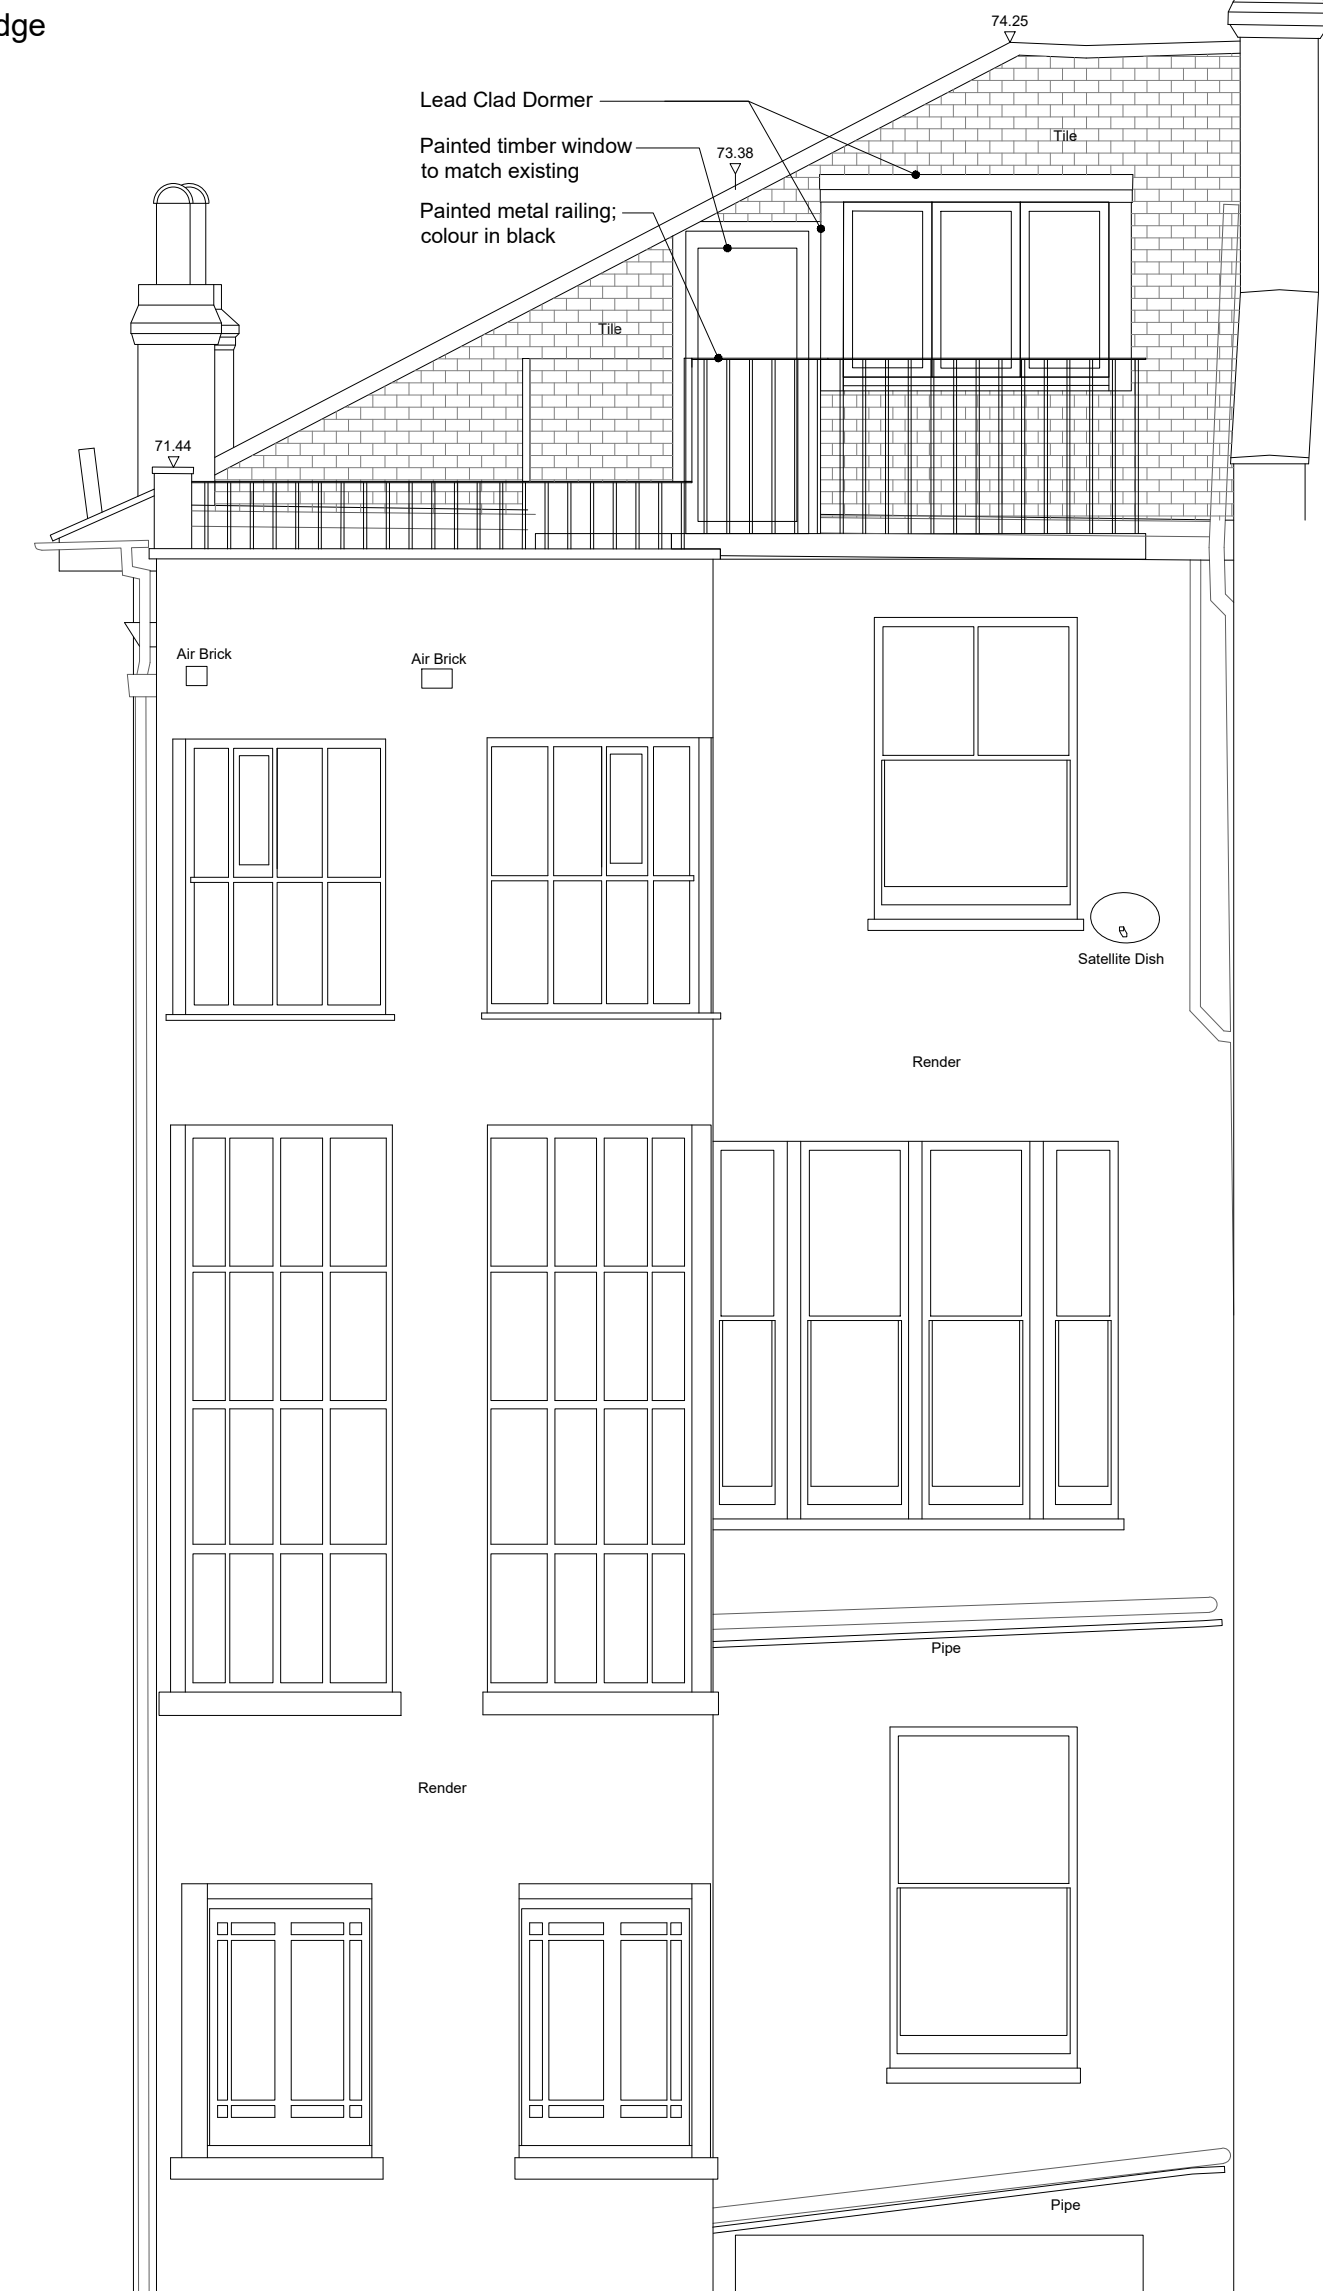 dge
74.25
Lead Clad Dormer
Tile
Painted timber window
to match existing
73.38
Painted metal railing;
colour in black
Tile
71.44
Air Brick
Air Brick
Satellite Dish
Render
Pipe
Render
Pipe